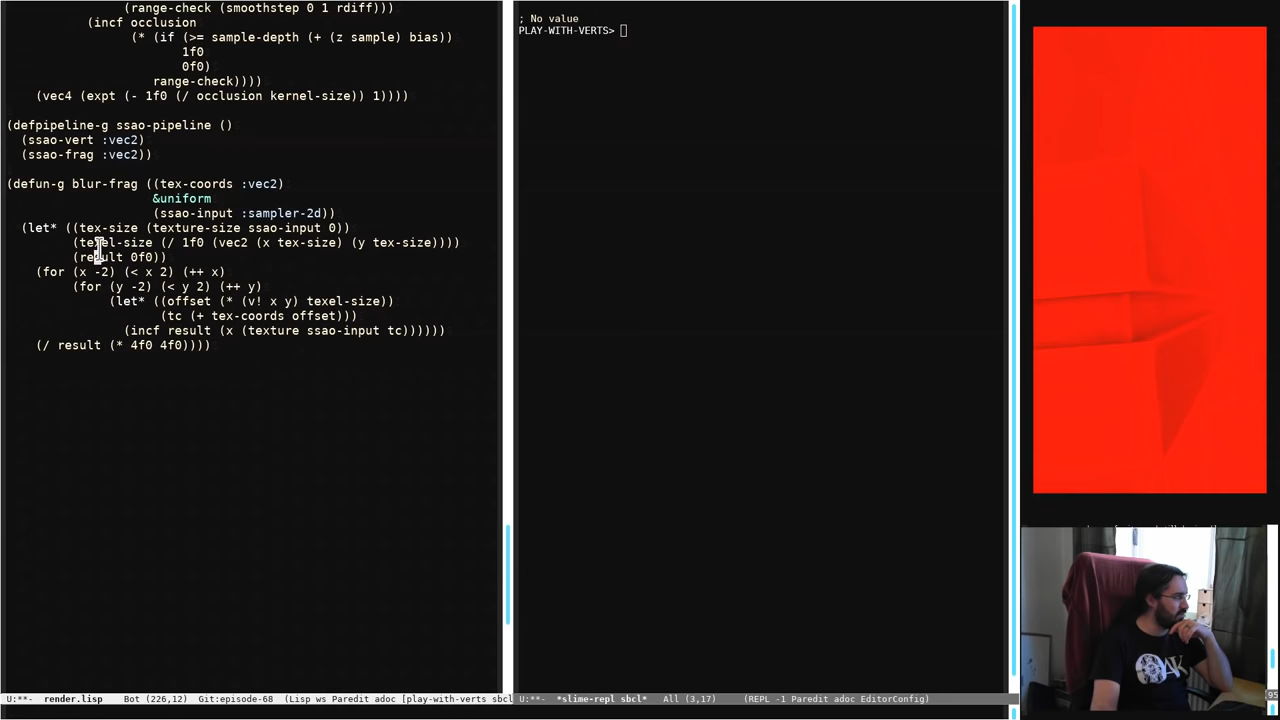 (range-check (smoothstep 0 1 rdiff)))
(incf occlusion
(* (if (>= sample-depth (+ (z sample) bias))
1f0
0f0)
range-check))))
(vec4 (expt (- 1f0 (/ occlusion kernel-size)) 1))))
(defpipeline-g ssao-pipeline ()
(ssao-vert :vec2)
(ssao-frag :vec2))
(defun-g blur-frag ((tex-coords :vec2)
&uniform
(ssao-input :sampler-2d))
(let* ((tex-size (texture-size ssao-input 0))
(texel-size (/ 1f0 (vec2 (x tex-size) (y tex-size))))
(result 0f0))
(for (x -2) (< x 2) (++ x)
(for (y -2) (< y 2) (++ y)
(let* ((offset (* (v! x y) texel-size))
(tc (+ tex-coords offset)))
(incf result (x (texture ssao-input tc))))))
(/ result (* 4f0 4f0))))
U:**- render.lisp Bot (226,12) Git:episode-68 (Lisp ws Paredit adoc [play-with-verts sbcl
; No value
PLAY-WITH-VERTS>
U:**- *slime-repl sbcl* All (3,17) (REPL -1 Paredit adoc EditorConfig)
95